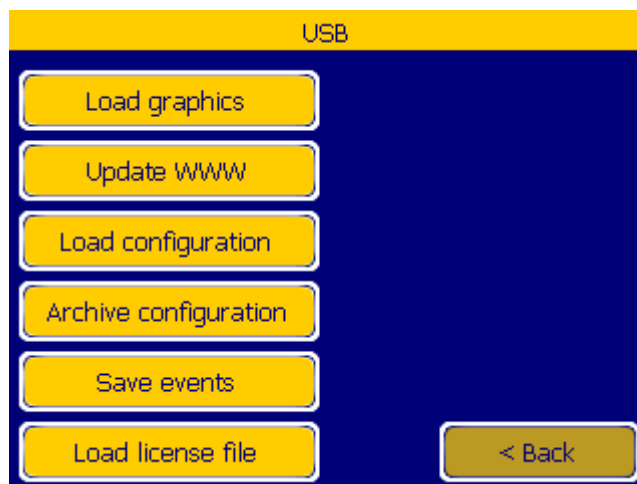 USB
Load graphics
Update WWW
Load configuration
Archive configuration
Save events
Load license file
< Back